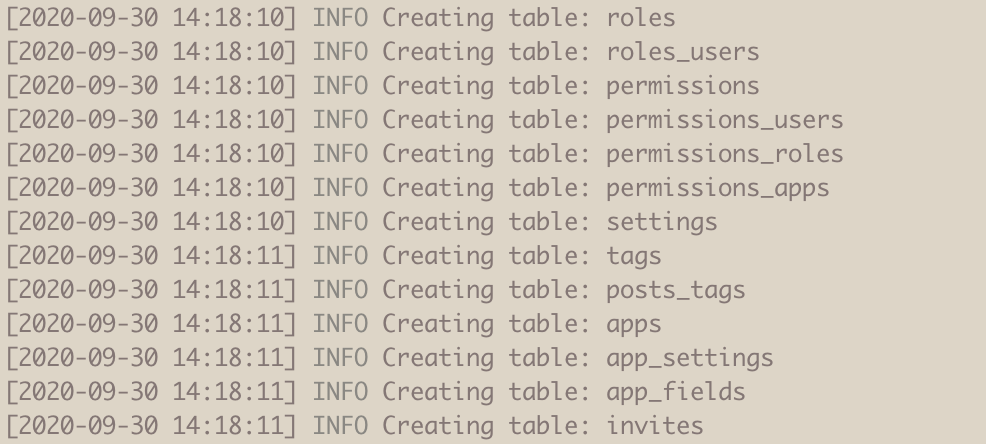 [2020-09-30 14:18:10] INFO Creating table: roles
[2020-09-30 14:18:10] INFO Creating table: roles_users
[2020-09-30 14:18:10] INFO Creating table: permissions
[2020-09-30 14:18:10] INFO Creating table: permissions_users
[2020-09-30 14:18:10] INFO Creating table: permissions_roles
[2020-09-30 14:18:10] INFO Creating table: permissions_apps
[2020-09-30 14:18:10] INFO Creating table: settings
[2020-09-30 14:18:11] INFO Creating table: tags
[2020-09-30 14:18:11] INFO Creating table: posts_tags
[2020-09-30 14:18:11] INFO Creating table: apps
[2020-09-30 14:18:11] INFO Creating table: app_settings
[2020-09-30 14:18:11] INFO Creating table: app_fields
[2020-09-30 14:18:11] INFO Creating table: invites